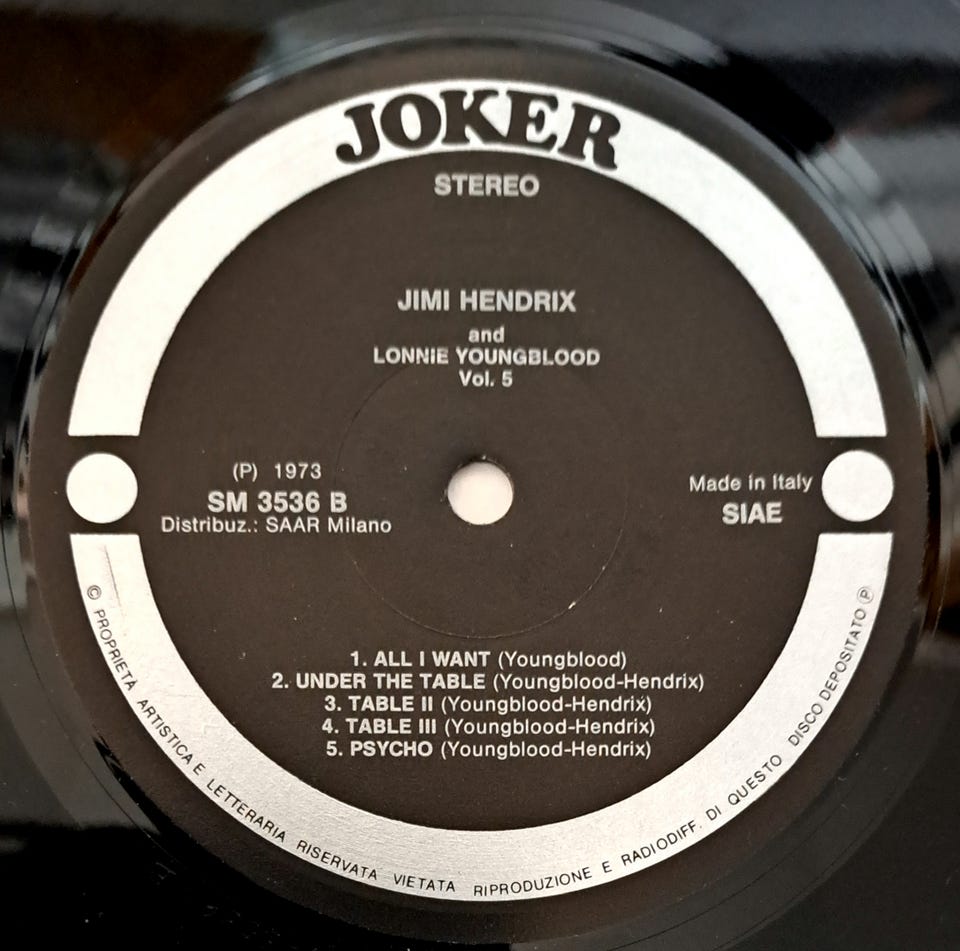 JOKER
STEREO
JIMI HENDRIX
and
LONNIE YOUNGBLOOD
Vol. 5
(P) 1973
SM 3536 B
Distribuz.: SAAR Milano
Made in Italy
SIAE
1. ALL I WANT (Youngblood)
2. UNDER THE TABLE (Youngblood-Hendrix)
3. TABLE II (Youngblood-Hendrix)
4. TABLE III (Youngblood-Hendrix)
5. PSYCHO (Youngblood-Hendrix)
© PROPRIETÀ ARTISTICA E LETTERARIA RISERVATA VIETATA RIPRODUZIONE E RADIODIFF. DI QUESTO DISCO DEPOSITATO ℗